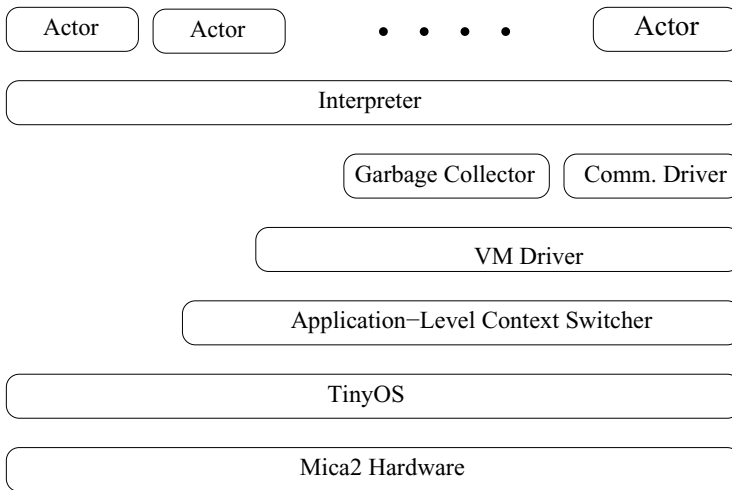 Actor Actor Actor
Interpreter
Garbage Collector Comm. Driver
VM Driver
Application−Level Context Switcher
TinyOS
Mica2 Hardware